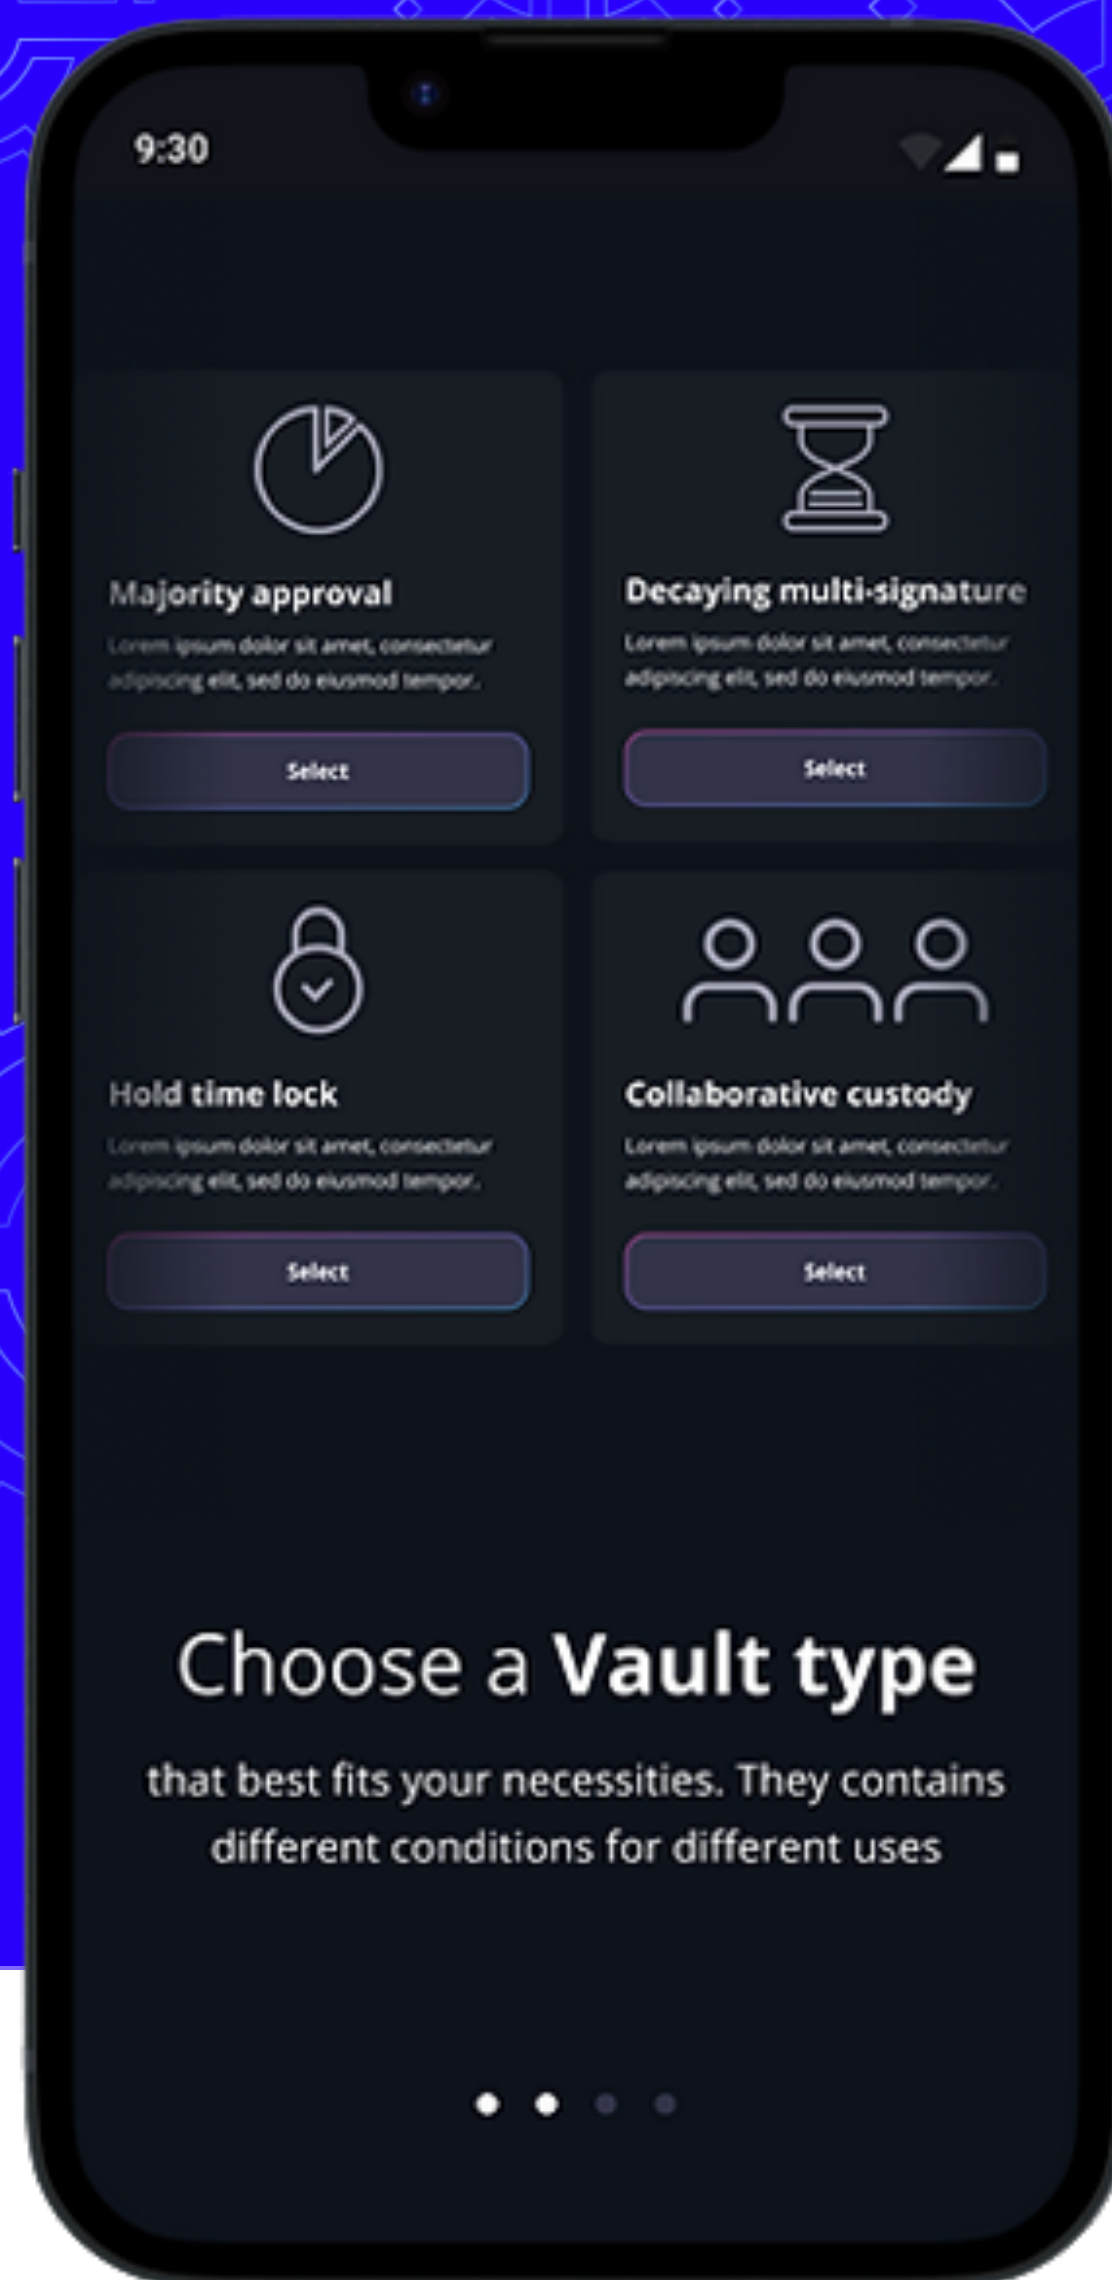 9:30
Majority approval
Lorem ipsum dolor sit amet, consectetur
adipiscing elit, sed do eiusmod tempor.
Select
Decaying multi-signature
Lorem ipsum dolor sit amet, consectetur
adipiscing elit, sed do eiusmod tempor.
Select
Hold time lock
Lorem ipsum dolor sit amet, consectetur
adipiscing elit, sed do eiusmod tempor.
Select
Collaborative custody
Lorem ipsum dolor sit amet, consectetur
adipiscing elit, sed do eiusmod tempor.
Select
Choose a Vault type
that best fits your necessities. They contains
different conditions for different uses